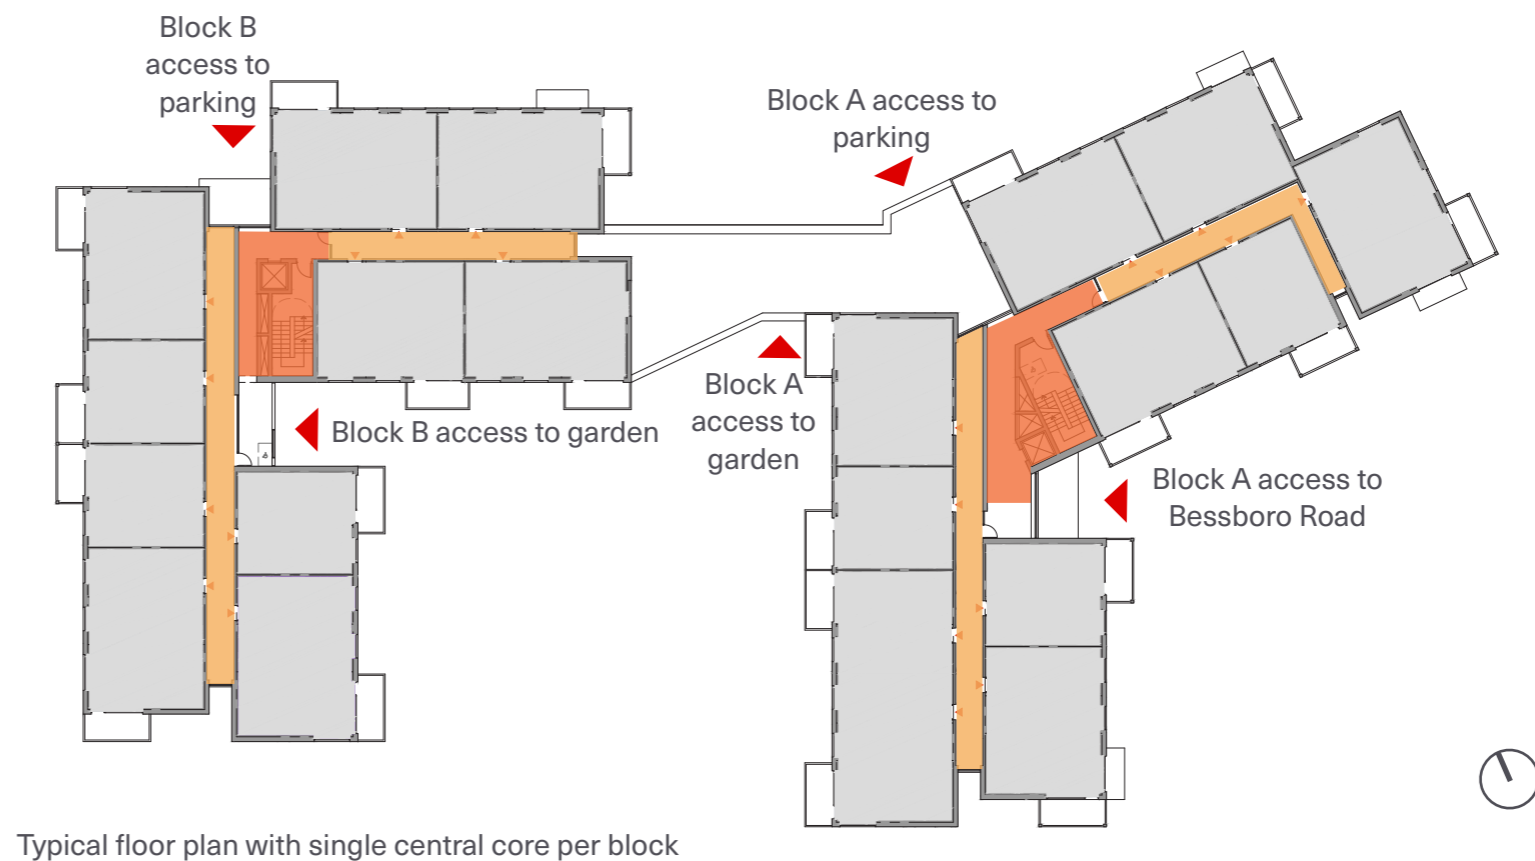 Block B
access to
parking
Block A access to
parking
Block B access to garden
Block A
access to
garden
Block A access to
Bessboro Road
Typical floor plan with single central core per block